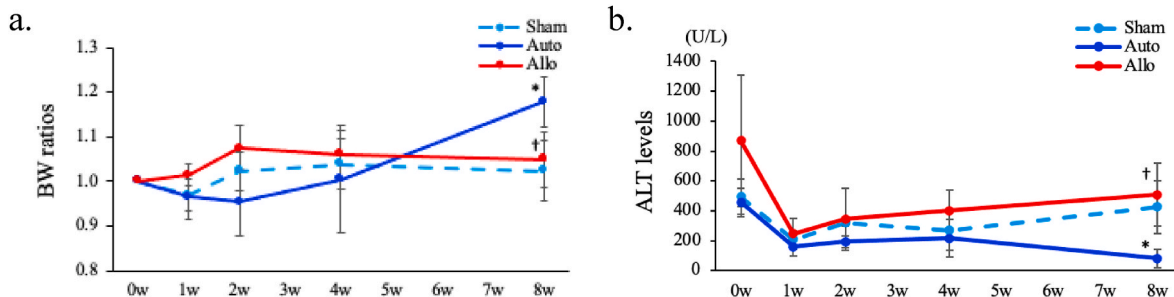 a.
Sham
Auto
Allo
BW ratios
1.3
1.2
1.1
1.0
0.9
0.8
*
†
0w 1w 2w 3w 4w 5w 6w 7w 8w
b.
(U/L)
Sham
Auto
Allo
ALT levels
1400
1200
1000
800
600
400
200
0
†
*
0w 1w 2w 3w 4w 5w 6w 7w 8w